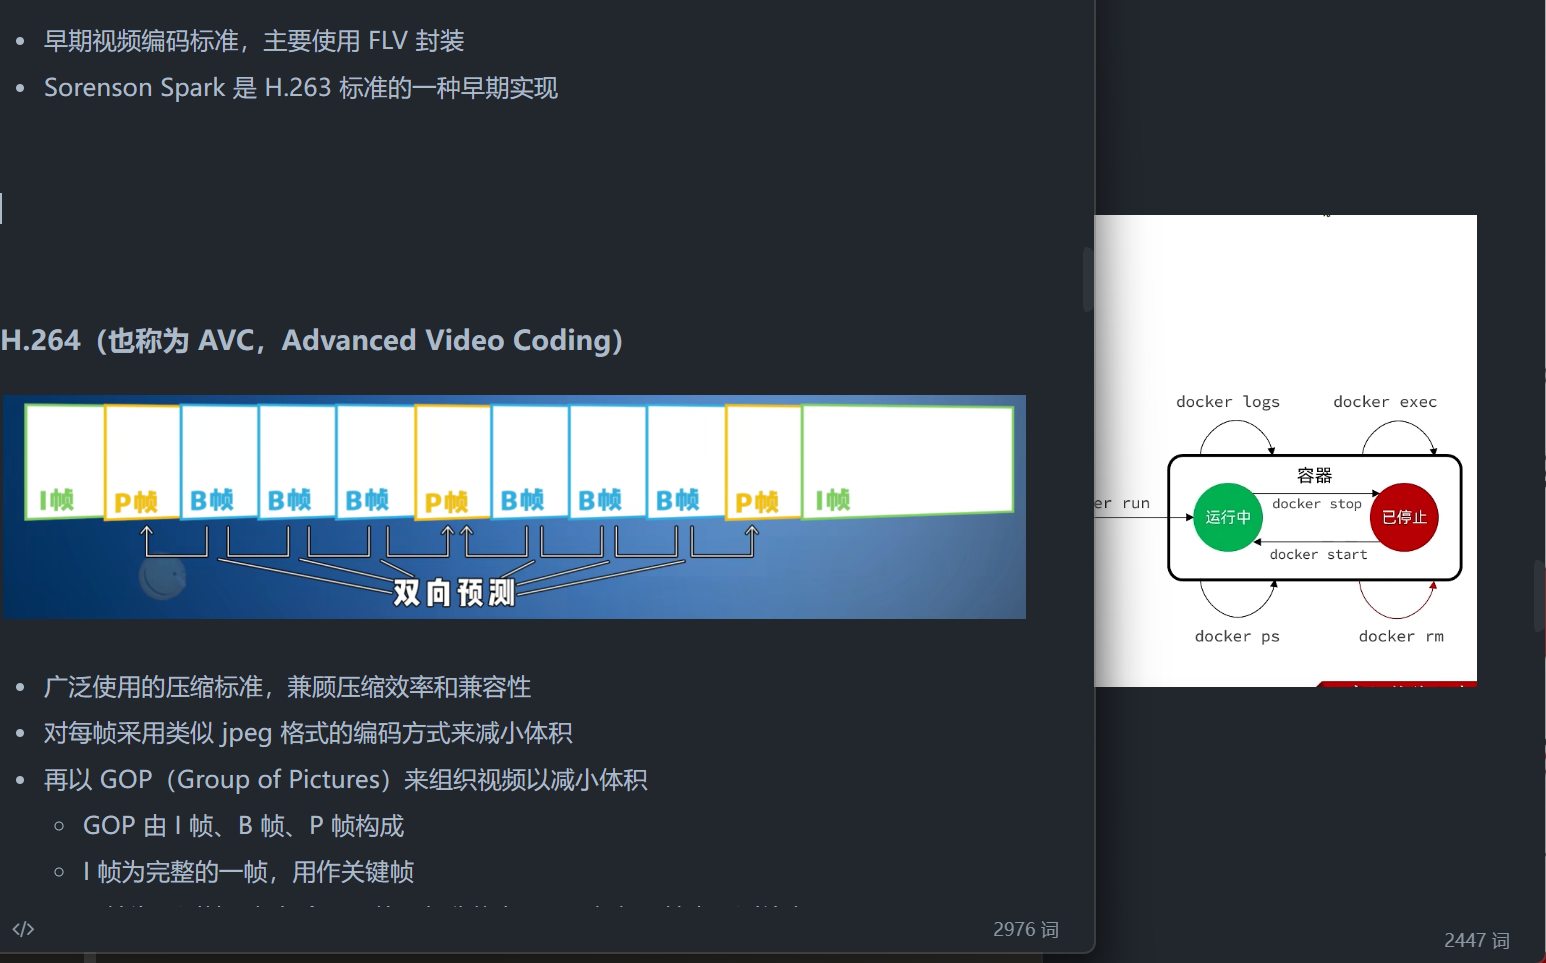 早期视频编码标准，主要使用 FLV 封装
Sorenson Spark 是 H.263 标准的一种早期实现
H.264（也称为 AVC，Advanced Video Coding）
I帧 P帧 B帧 B帧 B帧 P帧 B帧 B帧 B帧 P帧 I帧
双向预测
广泛使用的压缩标准，兼顾压缩效率和兼容性
对每帧采用类似 jpeg 格式的编码方式来减小体积
再以 GOP（Group of Pictures）来组织视频以减小体积
GOP 由 I 帧、B 帧、P 帧构成
I 帧为完整的一帧，用作关键帧
</> 2976 词
docker logs docker exec
容器
er run
运行中
docker stop
已停止
docker start
docker ps docker rm
2447 词